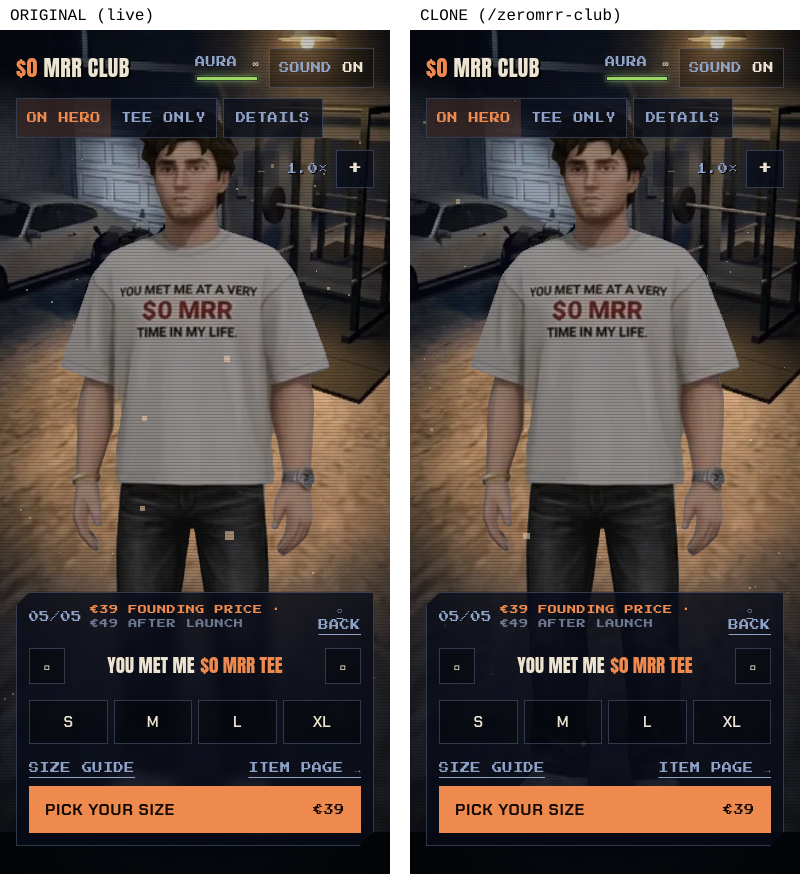 ORIGINAL (live)
$0 MRR CLUB
AURA ∞
SOUND ON
ON HERO TEE ONLY DETAILS
1.0× +
YOU MET ME AT A VERY
$0 MRR
TIME IN MY LIFE.
05/05 €39 FOUNDING PRICE ·
€49 AFTER LAUNCH
BACK
YOU MET ME $0 MRR TEE
S M L XL
SIZE GUIDE ITEM PAGE
PICK YOUR SIZE €39
CLONE (/zeromrr-club)
$0 MRR CLUB
AURA ∞
SOUND ON
ON HERO TEE ONLY DETAILS
1.0× +
YOU MET ME AT A VERY
$0 MRR
TIME IN MY LIFE.
05/05 €39 FOUNDING PRICE ·
€49 AFTER LAUNCH
BACK
YOU MET ME $0 MRR TEE
S M L XL
SIZE GUIDE ITEM PAGE
PICK YOUR SIZE €39